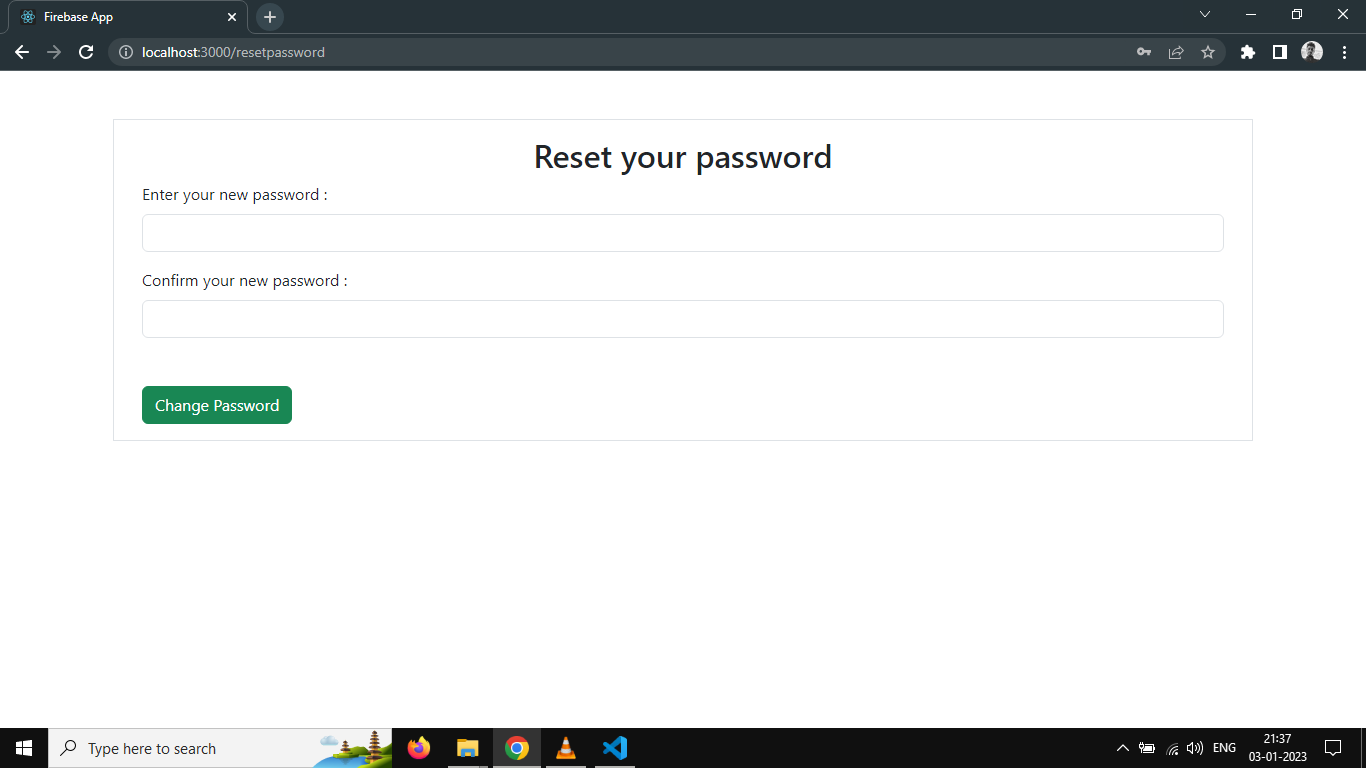 Firebase App
localhost:3000/resetpassword
Reset your password
Enter your new password :
Confirm your new password :
Change Password
Type here to search
ENG
21:37
03-01-2023